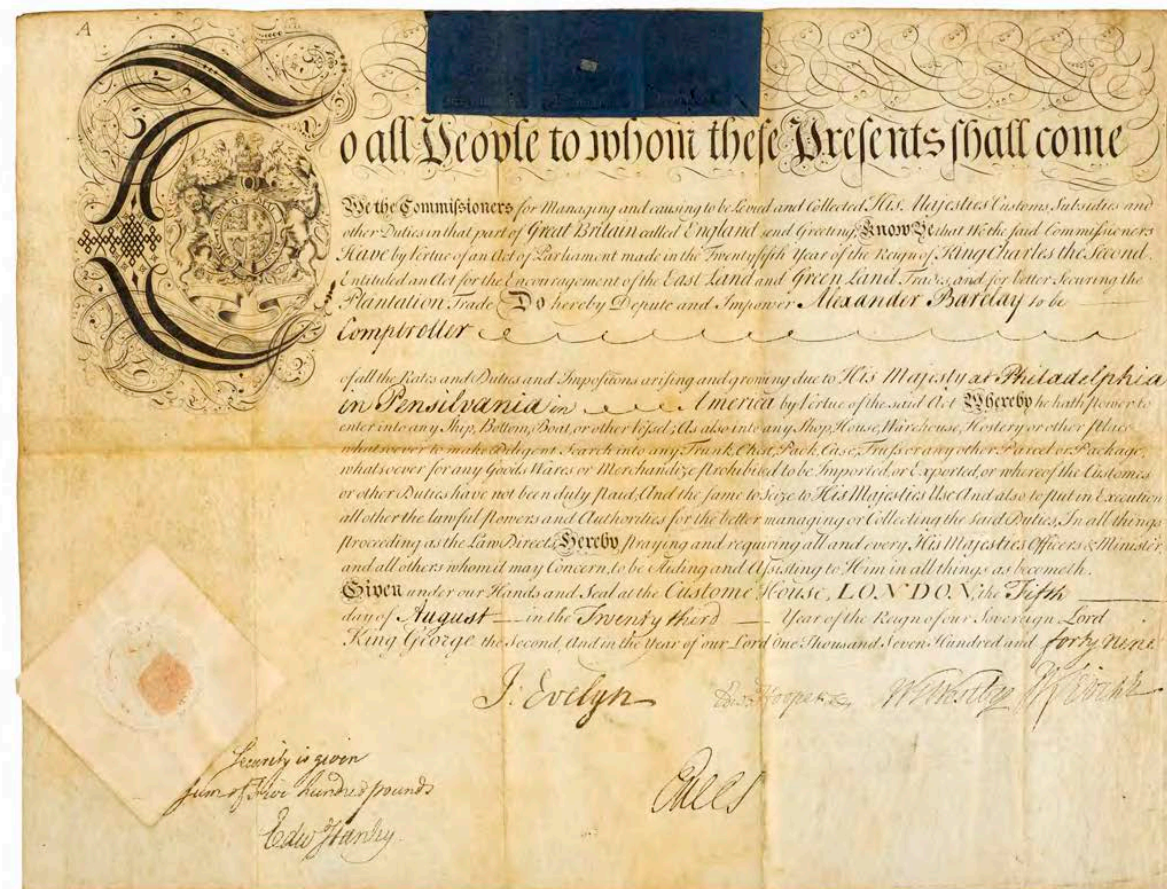 A
To all People to whom these Presents shall come
We the Commissioners for Managing and causing to be Levied and Collected His Majesties Customs Subsidies and
other Duties in that part of Great Britain called England send Greeting Know Ye that We the said Commissioners
Have by Vertue of an Act of Parliament made in the Twenty fifth Year of the Reign of King Charles the Second.
Entituled an Act for the Encouragement of the East Land and Green Land Trades, and for better Securing the
Plantation Trade Do hereby Depute and Impower Alexander Barclay to be
Comptroller
of all the Rates and Duties and Impositions arising and growing due to His Majesty at Philadelphia
in Pensilvania in America by Vertue of the said Act Whereby he hath power to
enter into any Ship, Bottom, Boat, or other Vessel; As also into any Shop, House, Warehouse, Hostery or other place
whatsoever to make Diligent Search into any Trunk, Chest, Pack, Case, Truss or any other Parcel or Package,
whatsoever for any Goods Wares or Merchandize prohibited to be Imported, or Exported, or whereof the Customes
or other Duties have not been duly paid, And the same to Seize to His Majesties Use And also to put in Execution
all other the lawful powers and Authorities for the better managing or Collecting the said Duties, In all things
proceeding as the Law Directs, Hereby praying and requiring all and every His Majesties Officers & Minister
and all others whom it may Concern, to be Aiding and Assisting to Him in all things as becometh.
Given under our Hands and Seal at the Custome House, LONDON, the Fifth
day of August in the Twenty third Year of the Reign of our Sovereign Lord
King George the Second, And in the Year of our Lord One Thousand Seven Hundred and forty nine
J: Evelyn
Security is given
sum of Five hundred pounds
Edw Hanby